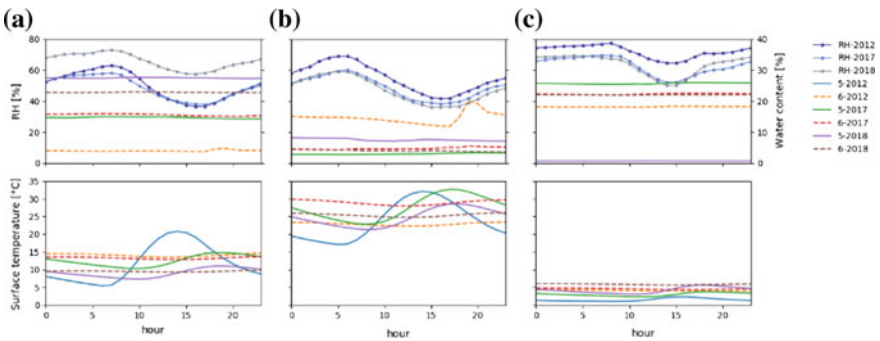 (a)
(b)
(c)
RH [%]
80
60
40
20
0
40
30
20
10
0
Water content [%]
RH-2012
RH-2017
RH-2018
5-2012
6-2012
5-2017
6-2017
5-2018
6-2018
Surface temperature [°C]
35
30
25
20
15
10
5
0
0 5 10 15 20
0 5 10 15 20
0 5 10 15 20
hour
hour
hour